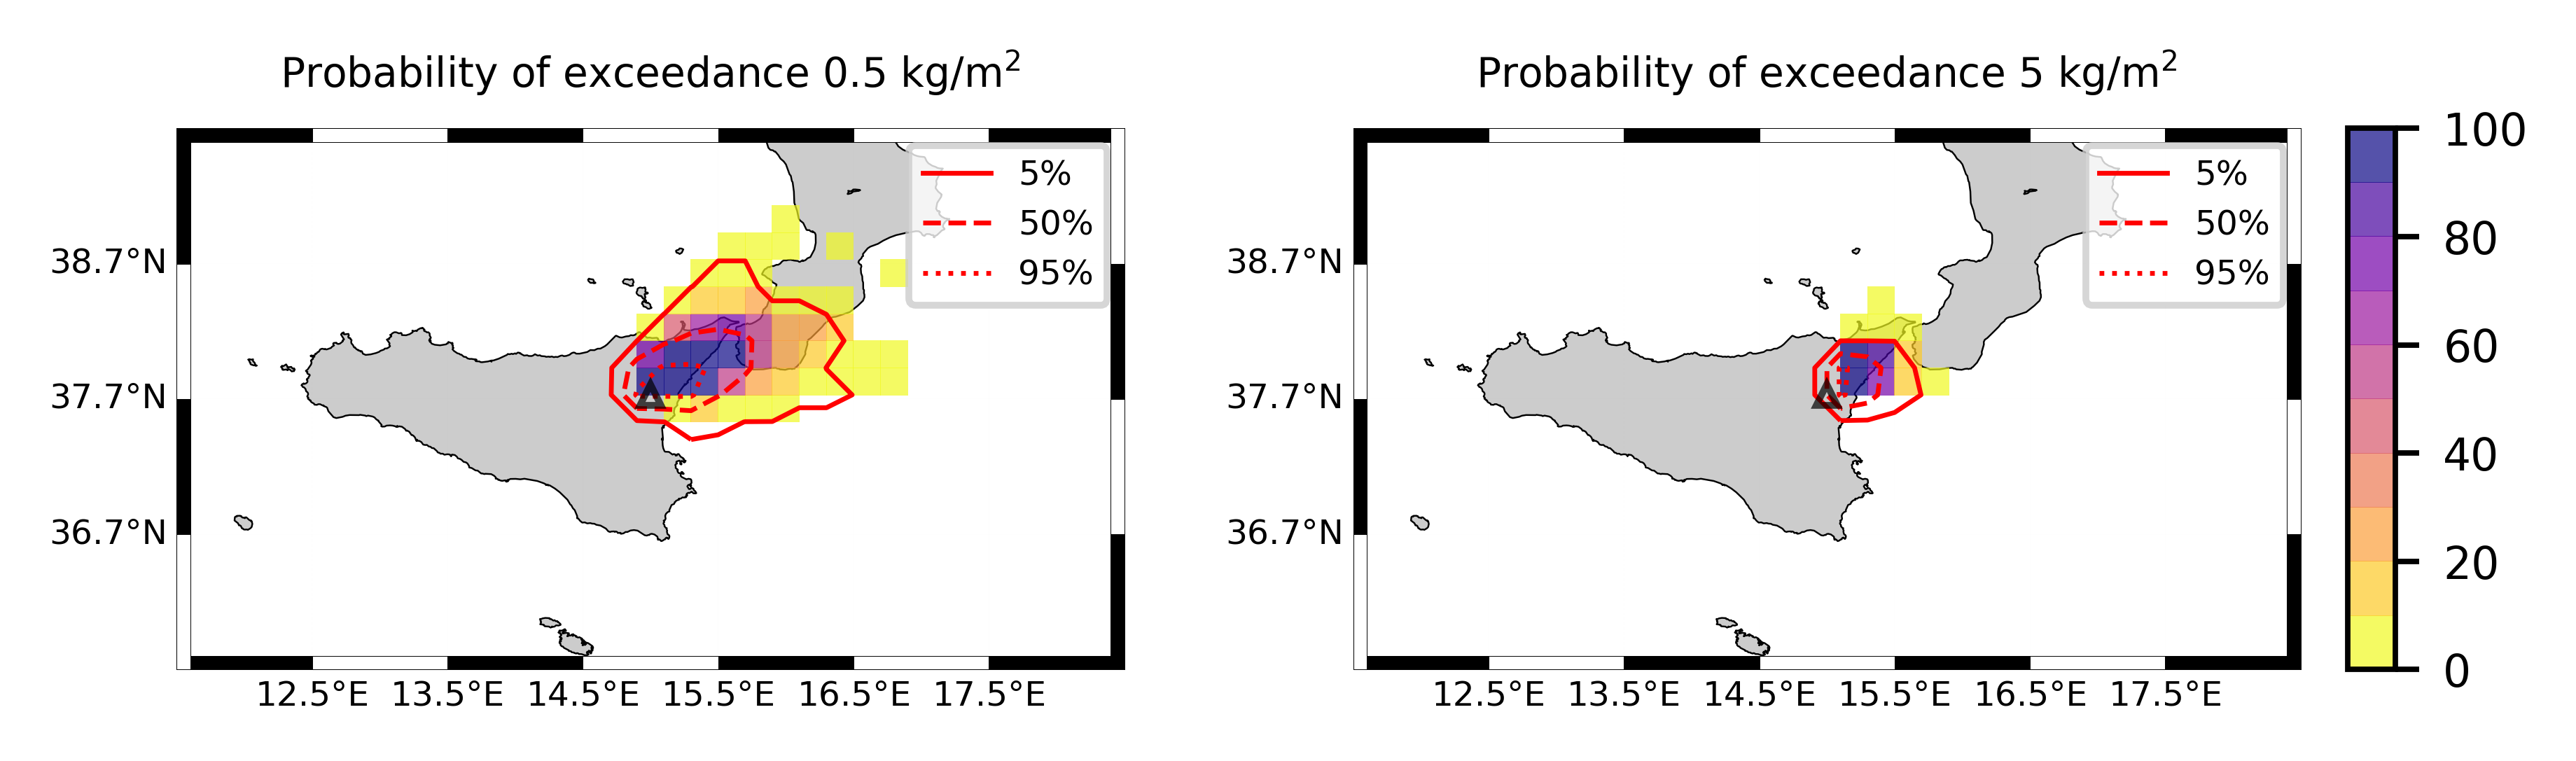 Probability of exceedance 0.5 kg/m²
5%
50%
95%
38.7°N
37.7°N
36.7°N
12.5°E 13.5°E 14.5°E 15.5°E 16.5°E 17.5°E
Probability of exceedance 5 kg/m²
5%
50%
95%
38.7°N
37.7°N
36.7°N
12.5°E 13.5°E 14.5°E 15.5°E 16.5°E 17.5°E
100
80
60
40
20
0